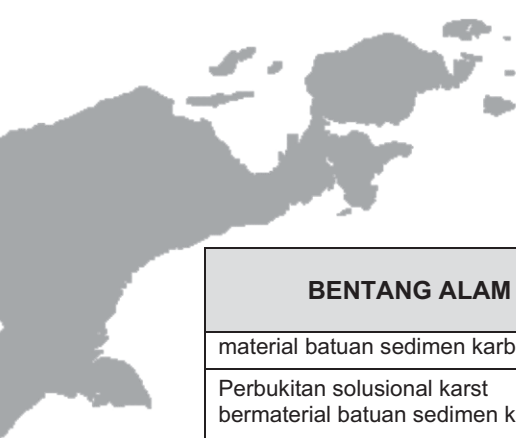 BENTANG ALAM
material batuan sedimen karb
Perbukitan solusional karst
bermaterial batuan sedimen k